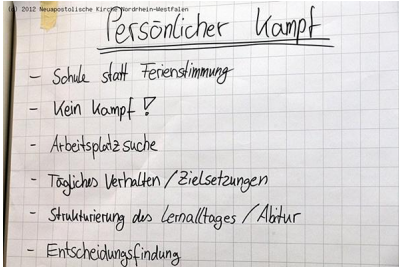 (c) 2012 Neuapostolische Kirche Nordrhein-Westfalen
Persönlicher Kampf
- Schule statt Ferienstimmung
- Kein Kampf!
- Arbeitsplatzsuche
- Tägliches Verhalten / Zielsetzungen
- Strukturierung des Lernalltages / Abitur
- Entscheidungsfindung